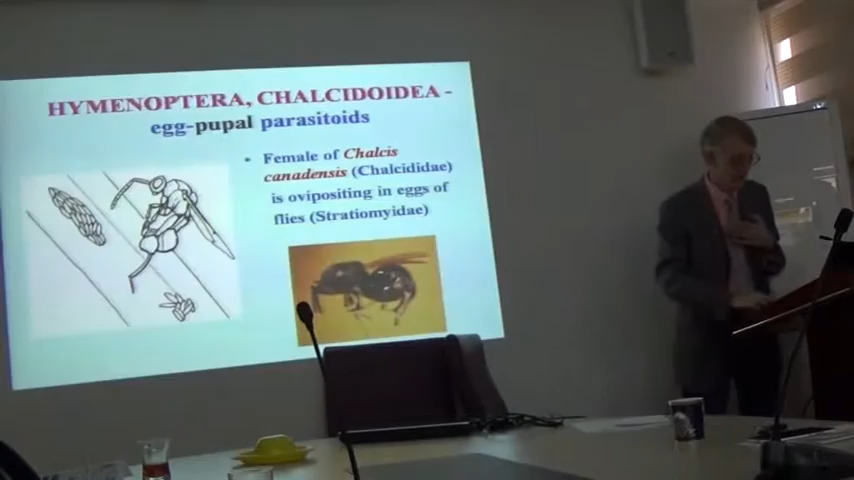 HYMENOPTERA, CHALCIDOIDEA -
egg-pupal parasitoids
• Female of Chalcis
canadensis (Chalcididae)
is ovipositing in eggs of
flies (Stratiomyidae)